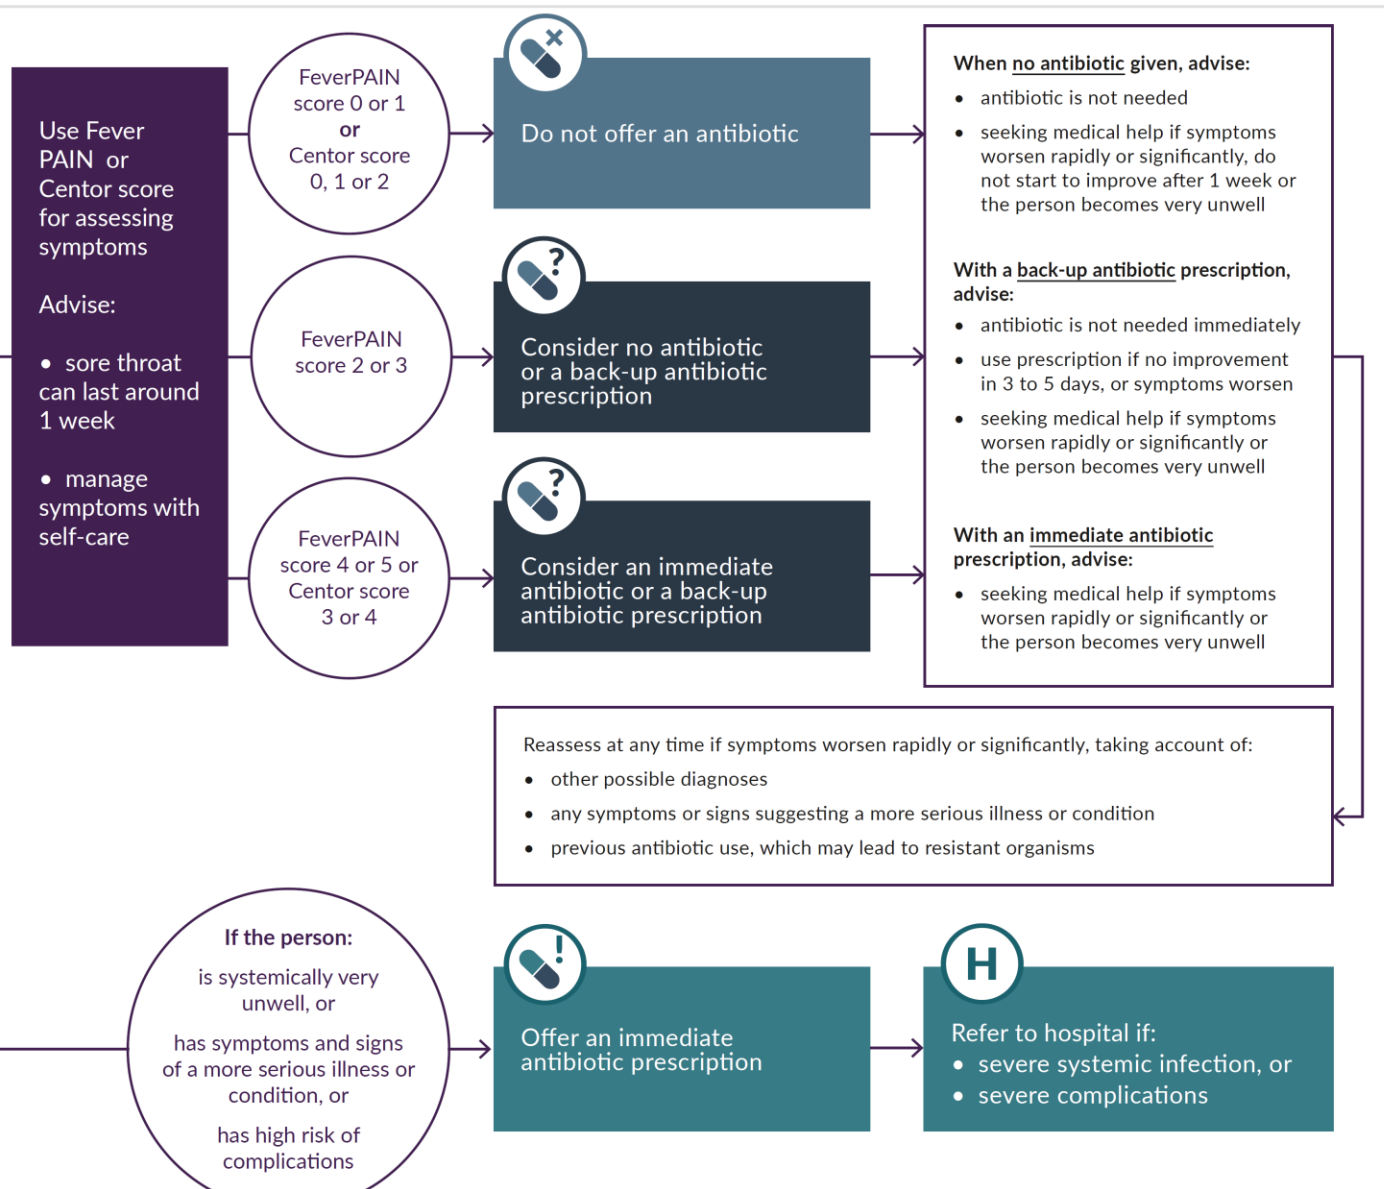 Use Fever
PAIN or
Centor score
for assessing
symptoms
Advise:
• sore throat
can last around
1 week
• manage
symptoms with
self-care
FeverPAIN
score 0 or 1
or
Centor score
0, 1 or 2
Do not offer an antibiotic
FeverPAIN
score 2 or 3
?
Consider no antibiotic
or a back-up antibiotic
prescription
FeverPAIN
score 4 or 5 or
Centor score
3 or 4
?
Consider an immediate
antibiotic or a back-up
antibiotic prescription
When no antibiotic given, advise:
• antibiotic is not needed
• seeking medical help if symptoms
worsen rapidly or significantly, do
not start to improve after 1 week or
the person becomes very unwell
With a back-up antibiotic prescription,
advise:
• antibiotic is not needed immediately
• use prescription if no improvement
in 3 to 5 days, or symptoms worsen
• seeking medical help if symptoms
worsen rapidly or significantly or
the person becomes very unwell
With an immediate antibiotic
prescription, advise:
• seeking medical help if symptoms
worsen rapidly or significantly or
the person becomes very unwell
Reassess at any time if symptoms worsen rapidly or significantly, taking account of:
• other possible diagnoses
• any symptoms or signs suggesting a more serious illness or condition
• previous antibiotic use, which may lead to resistant organisms
If the person:
is systemically very
unwell, or
has symptoms and signs
of a more serious illness or
condition, or
has high risk of
complications
!
Offer an immediate
antibiotic prescription
H
Refer to hospital if:
• severe systemic infection, or
• severe complications